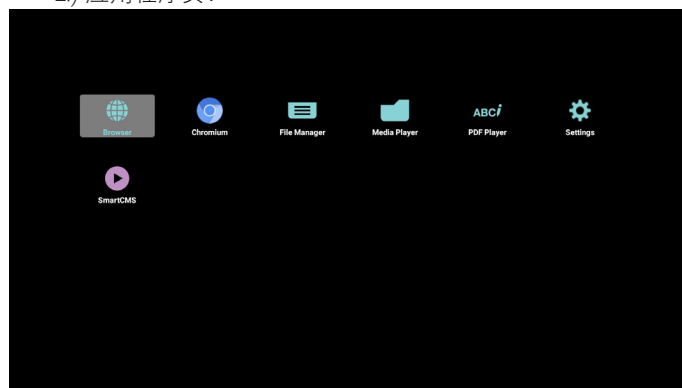 Browser
Chromium
File Manager
Media Player
ABCi
PDF Player
Settings
SmartCMS